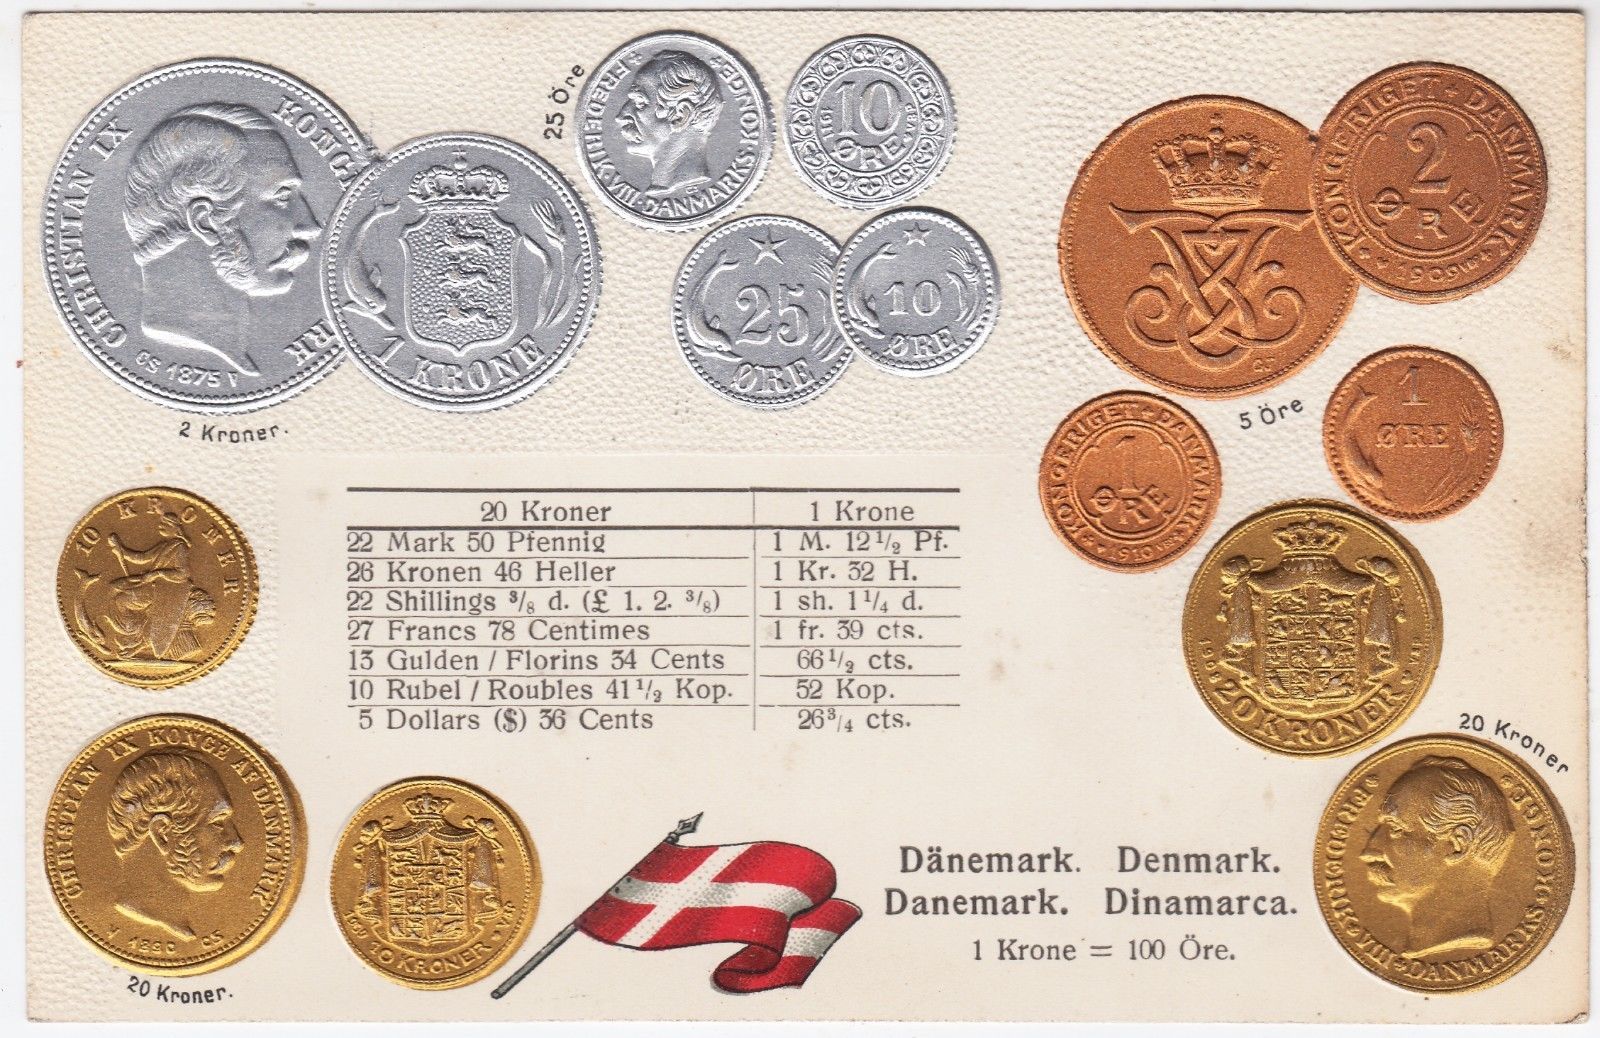 CHRISTIAN IX KONGE
RK
CS 1875 V
2 Kroner.
1 KRONE
25 Öre
FREDERIK·VIII·DANMARKS·KONGE
10
ØRE
25
ØRE
10
ØRE
5 Öre
KONGERIGET DANMARK
2
ØRE
1909
KONGERIGET DANMARK
1
ØRE
1910
1
ØRE
10 KRONER
20 Kroner
1 Krone
22 Mark 50 Pfennig
1 M. 12 1/2 Pf.
26 Kronen 46 Heller
1 Kr. 32 H.
22 Shillings 3/8 d. (£ 1. 2. 3/8)
1 sh. 1 1/4 d.
27 Francs 78 Centimes
1 fr. 39 cts.
13 Gulden / Florins 34 Cents
66 1/2 cts.
10 Rubel / Roubles 41 1/2 Kop.
52 Kop.
5 Dollars ($) 36 Cents
26 3/4 cts.
20 KRONER
20 Kroner
FREDERIK·VIII·DANMARKS·KONGE
CHRISTIAN IX KONGE AF DANMARK
CS
20 Kroner.
10 KRONER
Dänemark. Denmark.
Danemark. Dinamarca.
1 Krone = 100 Öre.